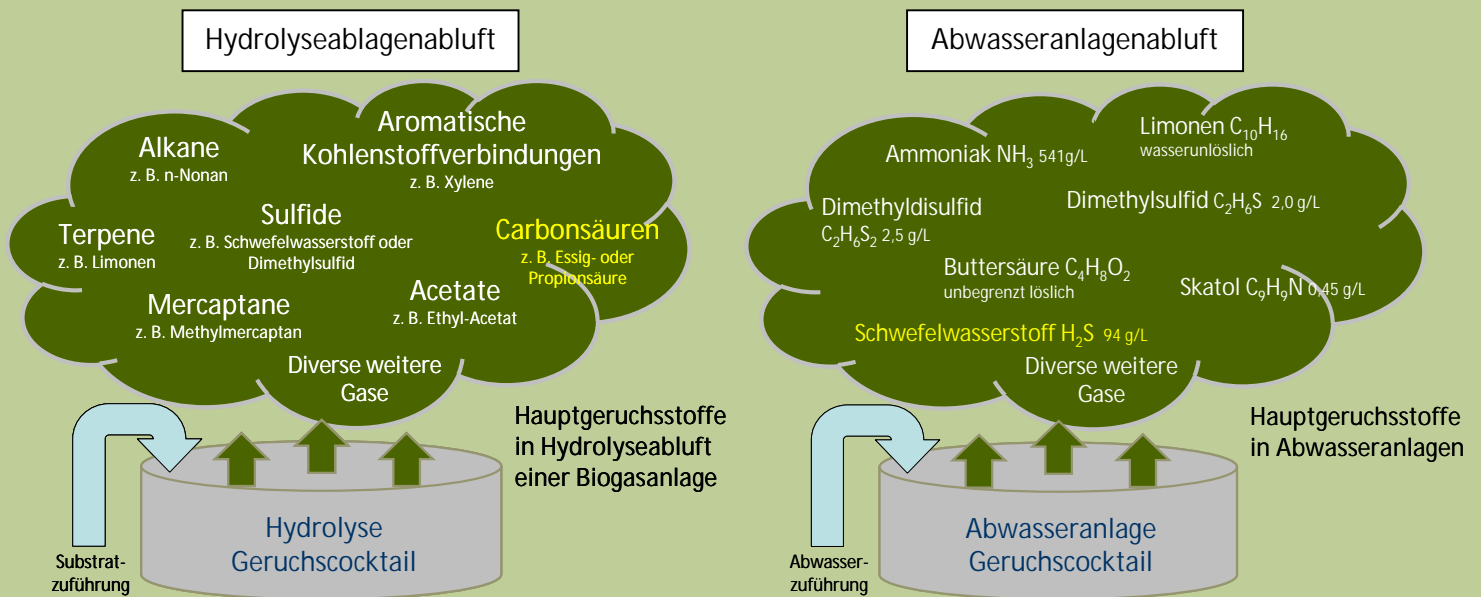 Hydrolyseablagenabluft
Alkane
z. B. n-Nonan
Aromatische
Kohlenstoffverbindungen
z. B. Xylene
Terpene
z. B. Limonen
Sulfide
z. B. Schwefelwasserstoff oder
Dimethylsulfid
Carbonsäuren
z. B. Essig- oder
Propionsäure
Mercaptane
z. B. Methylmercaptan
Acetate
z. B. Ethyl-Acetat
Diverse weitere
Gase
Hauptgeruchsstoffe
in Hydrolyseabluft
einer Biogasanlage
Hydrolyse
Geruchscocktail
Substrat-
zuführung
Abwasseranlagenabluft
Ammoniak NH₃ 541g/L
Limonen C₁₀H₁₆
wasserunlöslich
Dimethyldisulfid
C₂H₆S₂ 2,5 g/L
Dimethylsulfid C₂H₆S 2,0 g/L
Buttersäure C₄H₈O₂
unbegrenzt löslich
Skatol C₉H₉N 0,45 g/L
Schwefelwasserstoff H₂S 94 g/L
Diverse weitere
Gase
Hauptgeruchsstoffe
in Abwasseranlagen
Abwasseranlage
Geruchscocktail
Abwasser-
zuführung